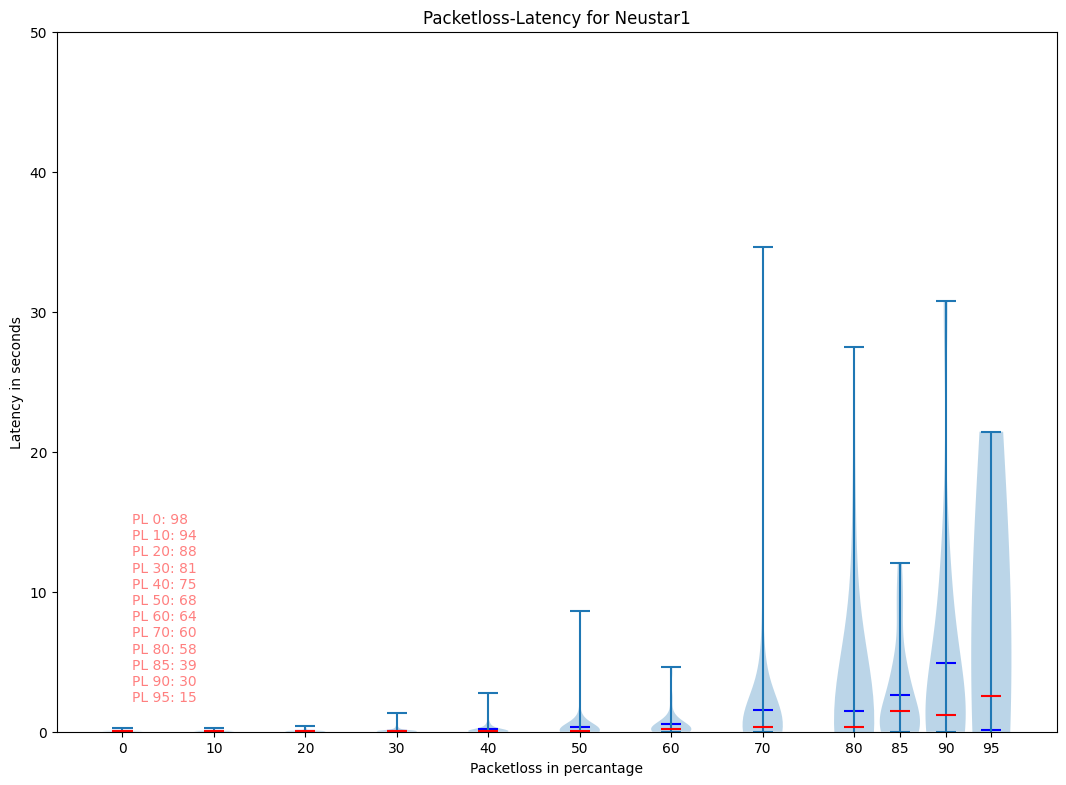 Packetloss-Latency for Neustar1
50
40
30
20
10
0
Latency in seconds
PL 0: 98
PL 10: 94
PL 20: 88
PL 30: 81
PL 40: 75
PL 50: 68
PL 60: 64
PL 70: 60
PL 80: 58
PL 85: 39
PL 90: 30
PL 95: 15
0 10 20 30 40 50 60 70 80 85 90 95
Packetloss in percantage